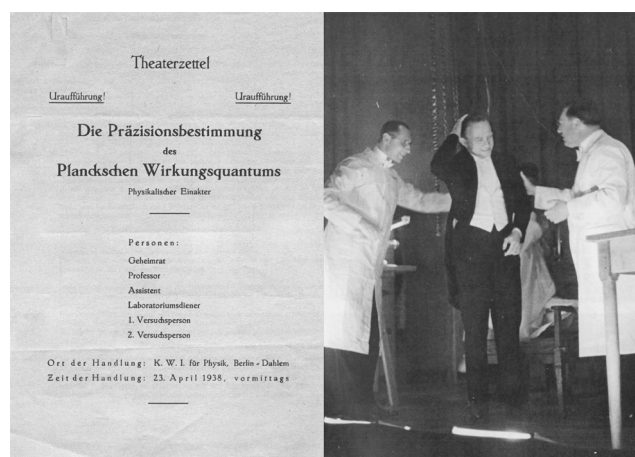 Theaterzettel
Uraufführung! Uraufführung!
Die Präzisionsbestimmung
des
Planckschen Wirkungsquantums
Physikalischer Einakter
Personen:
Geheimrat
Professor
Assistent
Laboratoriumsdiener
1. Versuchsperson
2. Versuchsperson
Ort der Handlung: K. W. I. für Physik, Berlin-Dahlem
Zeit der Handlung: 23. April 1938, vormittags